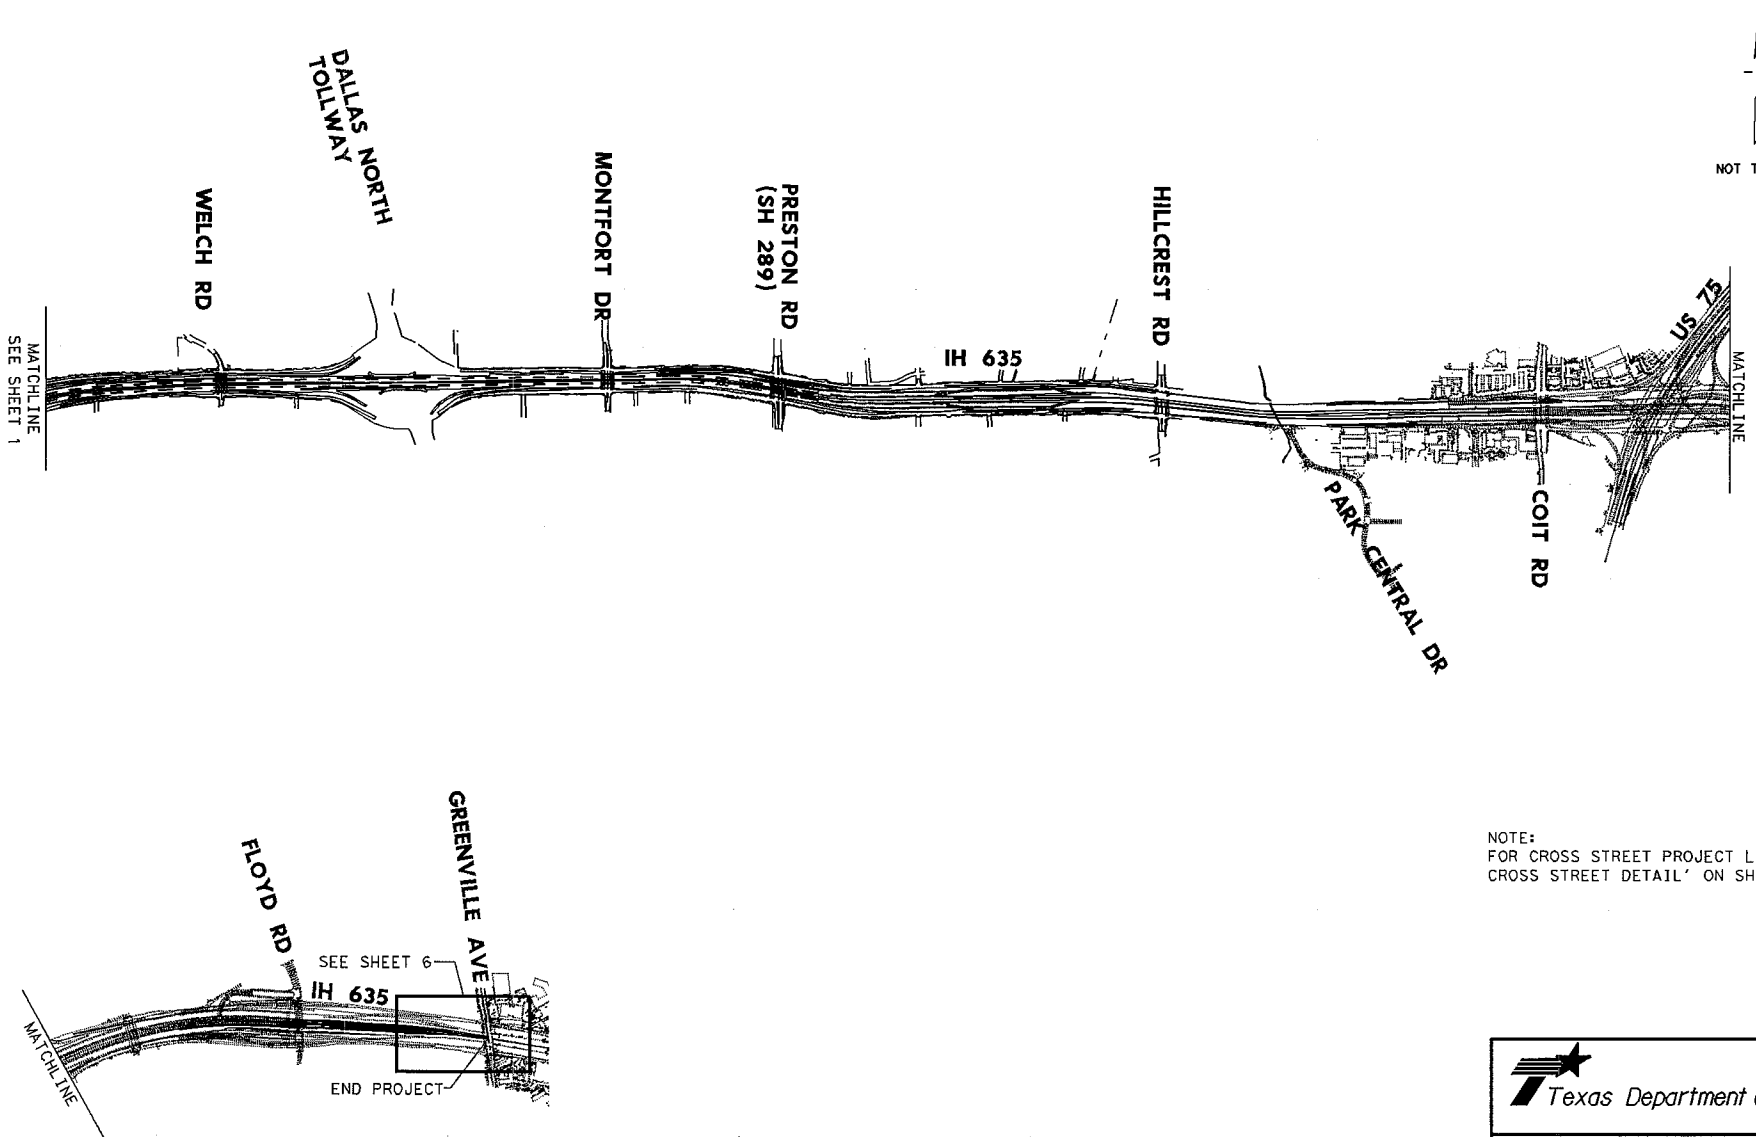 DALLAS NORTH
TOLLWAY
WELCH RD
MONTFORT DR
PRESTON RD
(SH 289)
HILLCREST RD
NOT
US 75
IH 635
MATCHLINE
SEE SHEET 1
MATCHLINE
PARK CENTRAL DR
COIT RD
NOTE:
FOR CROSS STREET PROJECT L
CROSS STREET DETAIL' ON SH
FLOYD RD
GREENVILLE AVE
SEE SHEET 6
IH 635
MATCHLINE
END PROJECT
Texas Department